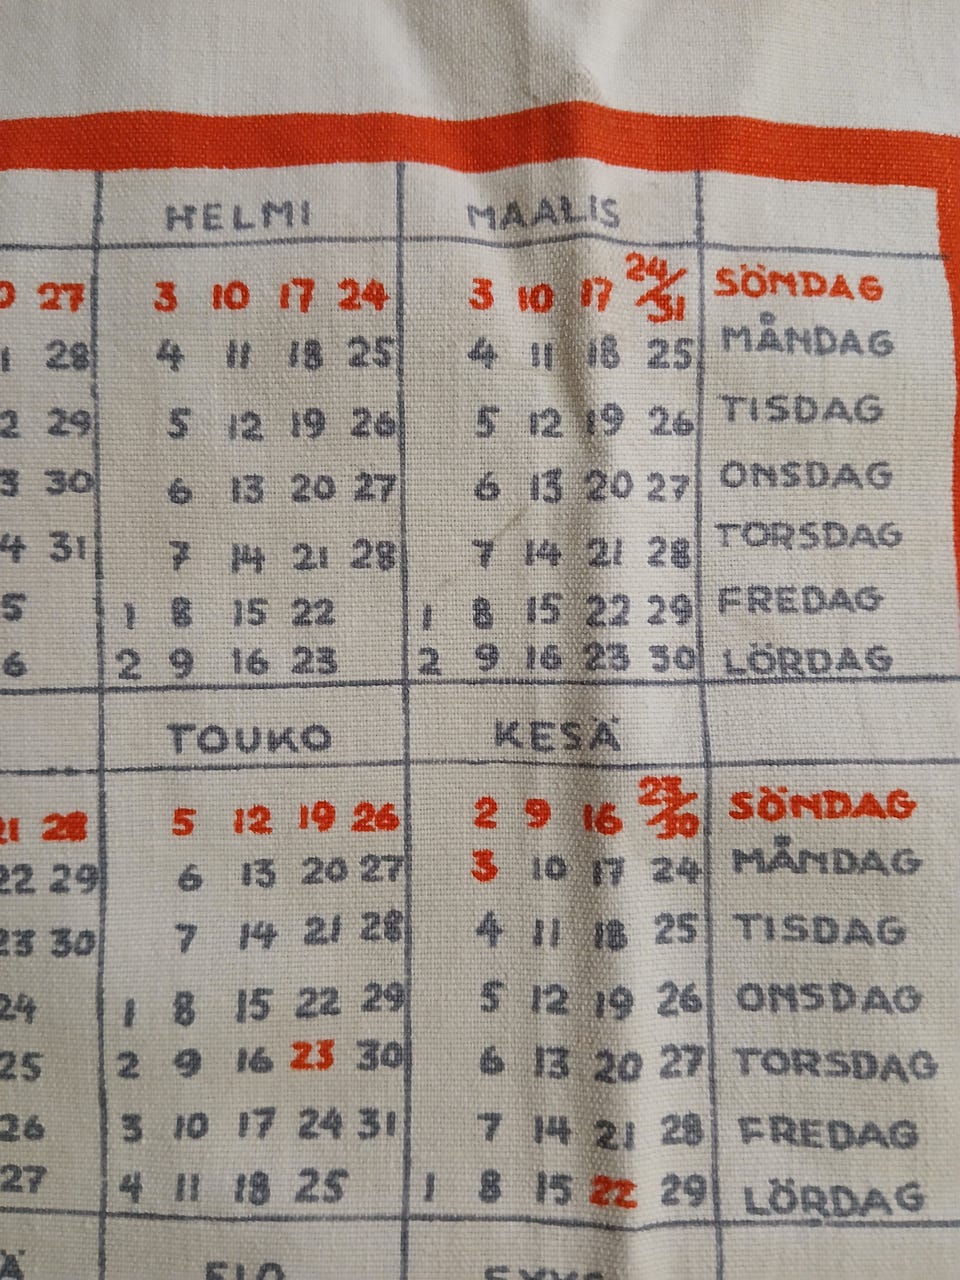 HELMI MAALIS
27 3 10 17 24 3 10 17 24/31 SÖNDAG
28 4 11 18 25 4 11 18 25 MÅNDAG
29 5 12 19 26 5 12 19 26 TISDAG
30 6 13 20 27 6 13 20 27 ONSDAG
4 31 7 14 21 28 7 14 21 28 TORSDAG
5 1 8 15 22 1 8 15 22 29 FREDAG
6 2 9 16 23 2 9 16 23 30 LÖRDAG
TOUKO KESÄ
21 28 5 12 19 26 2 9 16 23/30 SÖNDAG
22 29 6 13 20 27 3 10 17 24 MÅNDAG
23 30 7 14 21 28 4 11 18 25 TISDAG
24 1 8 15 22 29 5 12 19 26 ONSDAG
25 2 9 16 23 30 6 13 20 27 TORSDAG
26 3 10 17 24 31 7 14 21 28 FREDAG
27 4 11 18 25 1 8 15 22 29 LÖRDAG